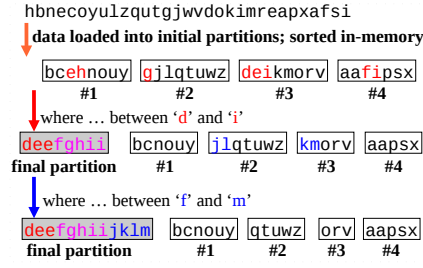 hbnecoyulzqutgjwvdokimreapxafsi
data loaded into initial partitions; sorted in-memory
bcehnouy gjlqtuwz deikmorv aafipsx
#1 #2 #3 #4
where … between ‘d’ and ‘i’
deefghii bcnouy jlqtuwz kmorv aapsx
final partition #1 #2 #3 #4
where … between ‘f’ and ‘m’
deefghiijklm bcnouy qtuwz orv aapsx
final partition #1 #2 #3 #4